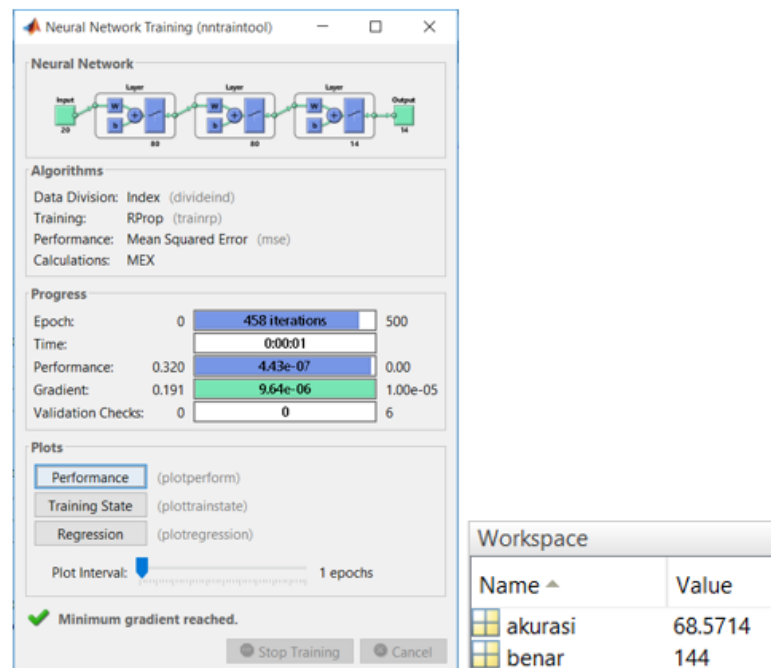 Neural Network Training (nntraintool)
Neural Network
Layer Layer Layer
Input Output
W W W
b b b
20 80 80 14 14
Algorithms
Data Division: Index (divideind)
Training: RProp (trainrp)
Performance: Mean Squared Error (mse)
Calculations: MEX
Progress
Epoch: 0 458 iterations 500
Time: 0:00:01
Performance: 0.320 4.43e-07 0.00
Gradient: 0.191 9.64e-06 1.00e-05
Validation Checks: 0 0 6
Plots
Performance (plotperform)
Training State (plottrainstate)
Regression (plotregression)
Plot Interval: 1 epochs
Minimum gradient reached.
Stop Training Cancel
Workspace
Name Value
akurasi 68.5714
benar 144